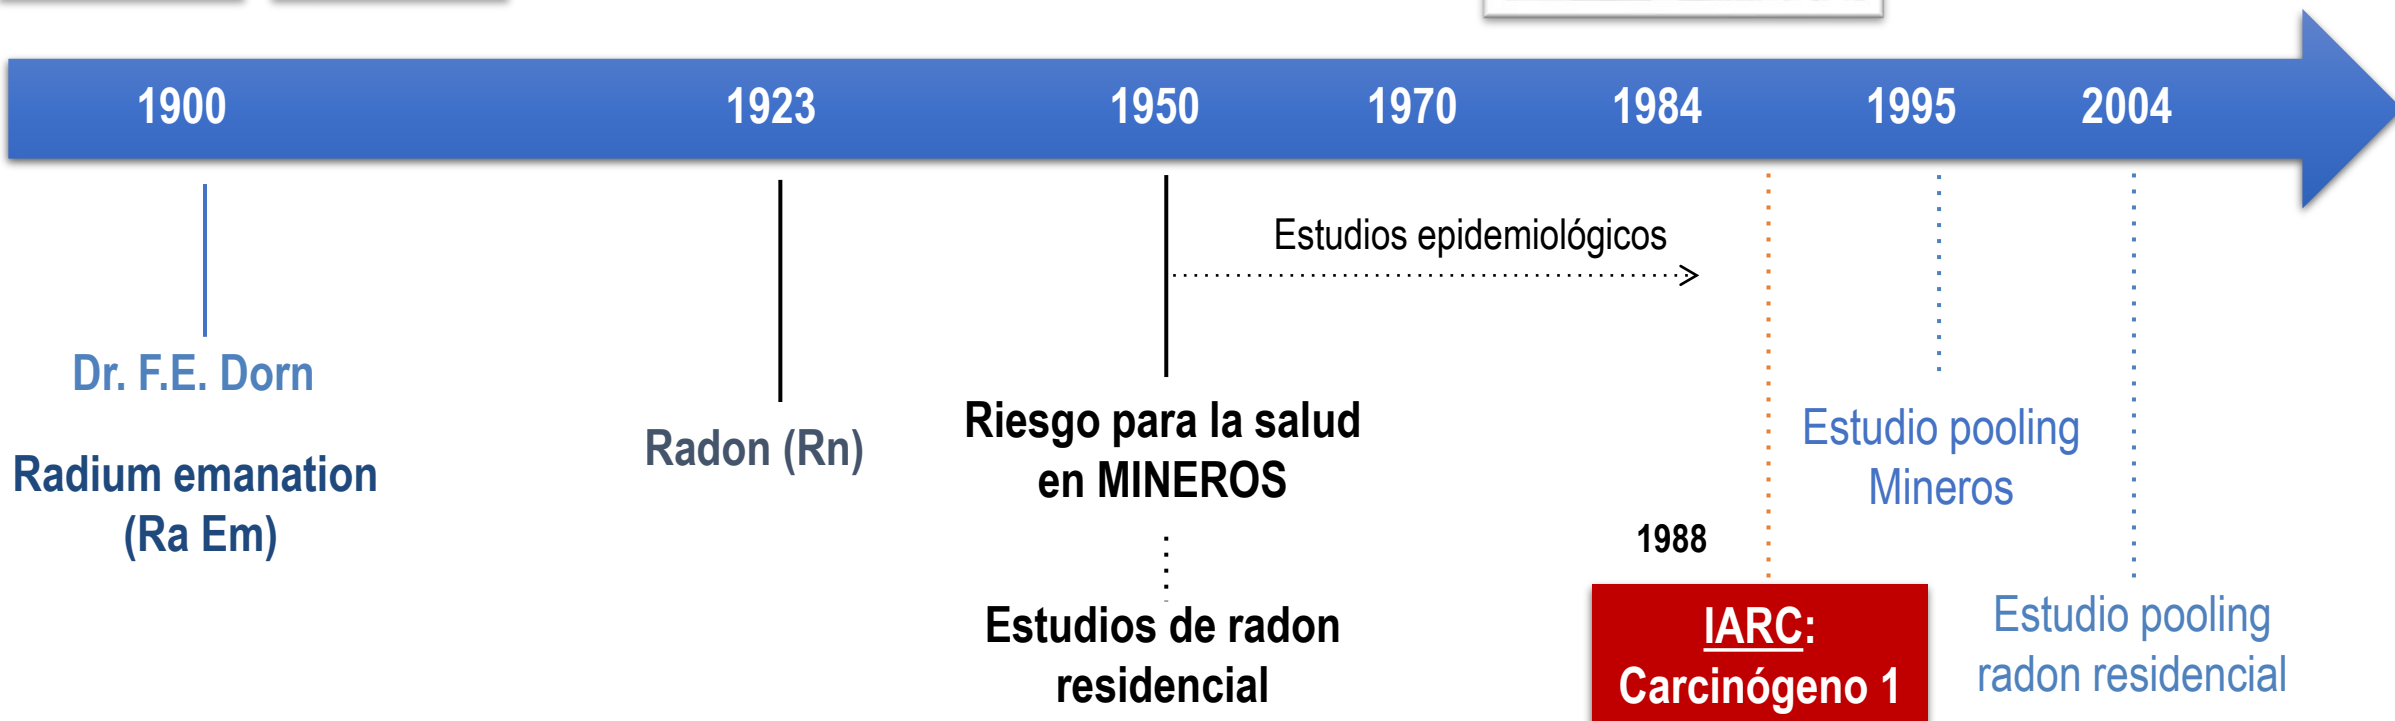 1900
1923
1950
1970
1984
1995
2004
Estudios epidemiológicos
Dr. F.E. Dorn
Radium emanation
(Ra Em)
Radon (Rn)
Riesgo para la salud
en MINEROS
Estudios de radon
residencial
1988
IARC:
Carcinógeno 1
Estudio pooling
Mineros
Estudio pooling
radon residencial